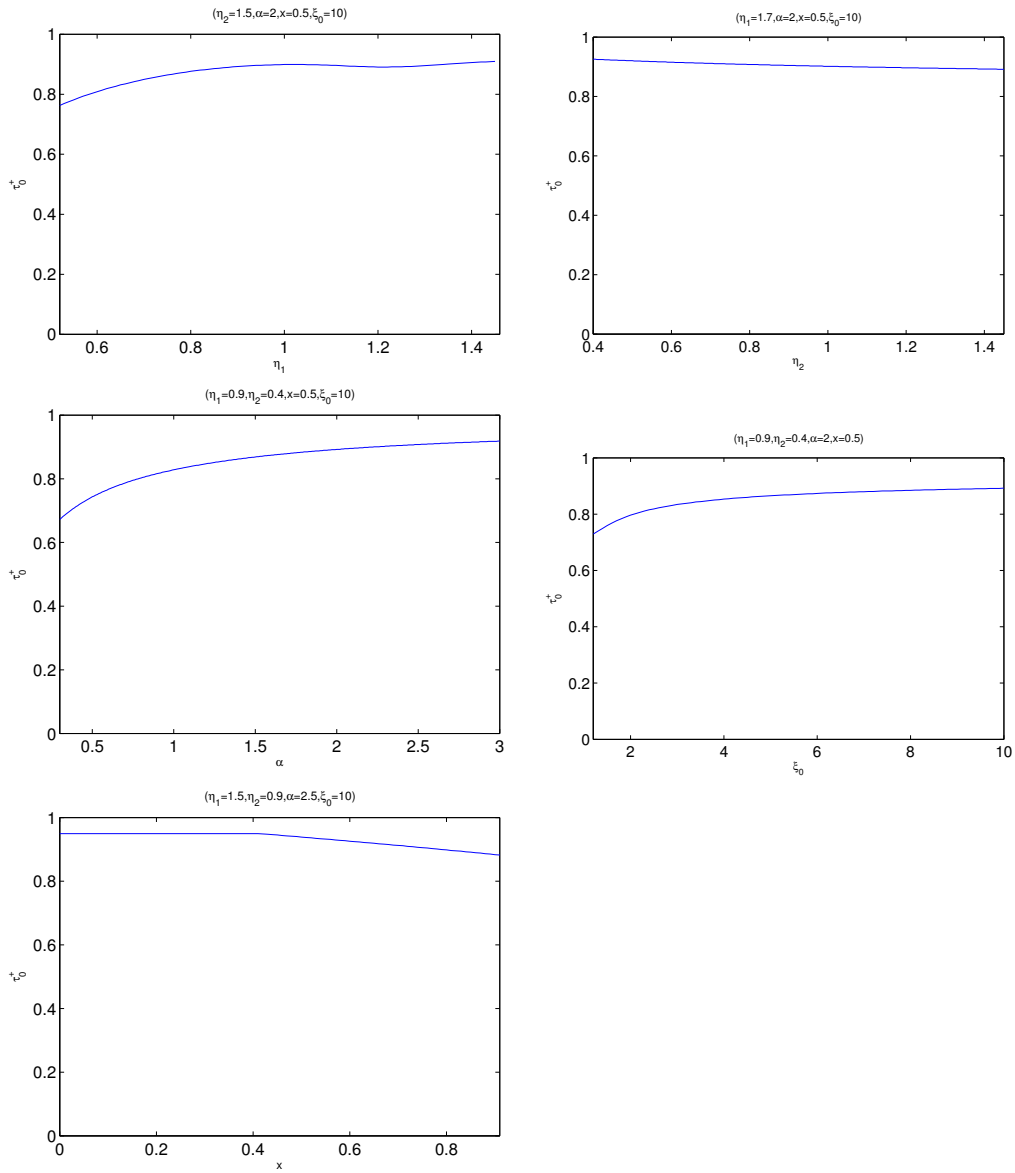 (η₂=1.5,α=2,x=0.5,ξ₀=10)
1
0.8
0.6
0.4
0.2
0
τ₀⁺
0.6 0.8 1 1.2 1.4
η₁
(η₁=1.7,α=2,x=0.5,ξ₀=10)
1
0.8
0.6
0.4
0.2
0
τ₀⁺
0.4 0.6 0.8 1 1.2 1.4
η₂
(η₁=0.9,η₂=0.4,x=0.5,ξ₀=10)
1
0.8
0.6
0.4
0.2
0
τ₀⁺
0.5 1 1.5 2 2.5 3
α
(η₁=0.9,η₂=0.4,α=2,x=0.5)
1
0.8
0.6
0.4
0.2
0
τ₀⁺
2 4 6 8 10
ξ₀
(η₁=1.5,η₂=0.9,α=2.5,ξ₀=10)
1
0.8
0.6
0.4
0.2
0
τ₀⁺
0 0.2 0.4 0.6 0.8
x